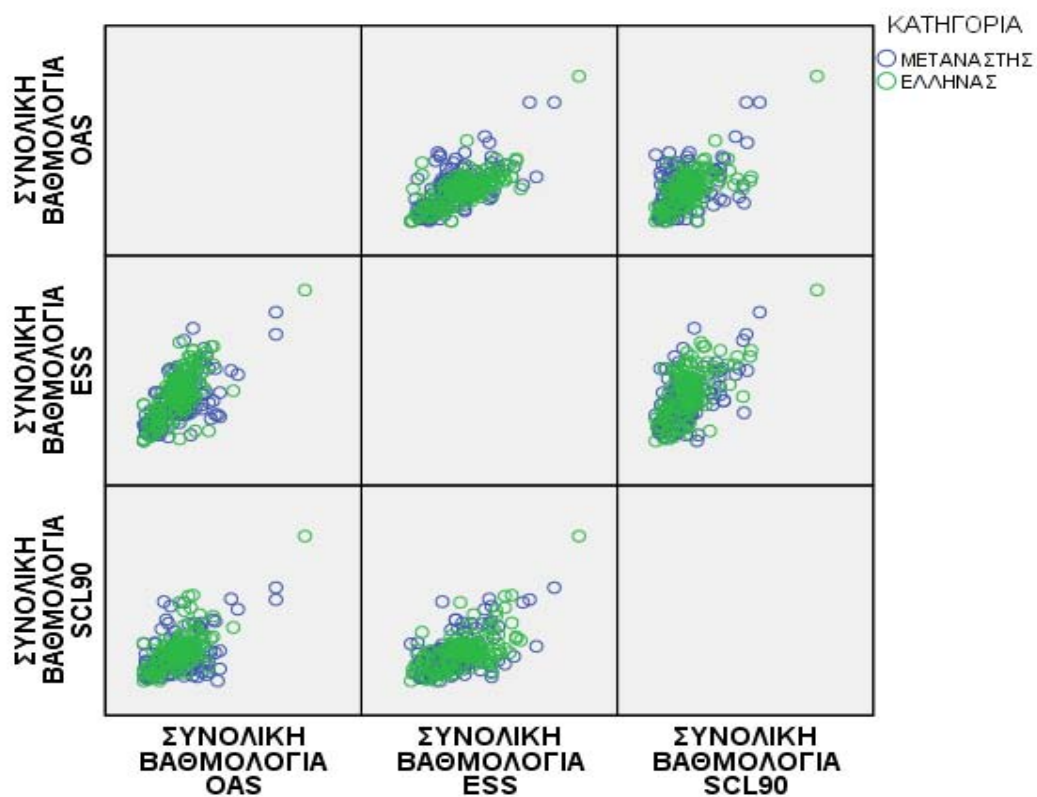 ΚΑΤΗΓΟΡΙΑ
ΜΕΤΑΝΑΣΤΗΣ
ΕΛΛΗΝΑΣ
ΣΥΝΟΛΙΚΗ
ΒΑΘΜΟΛΟΓΙΑ
OAS
ΣΥΝΟΛΙΚΗ
ΒΑΘΜΟΛΟΓΙΑ
ESS
ΣΥΝΟΛΙΚΗ
ΒΑΘΜΟΛΟΓΙΑ
SCL90
ΣΥΝΟΛΙΚΗ
ΒΑΘΜΟΛΟΓΙΑ
OAS
ΣΥΝΟΛΙΚΗ
ΒΑΘΜΟΛΟΓΙΑ
ESS
ΣΥΝΟΛΙΚΗ
ΒΑΘΜΟΛΟΓΙΑ
SCL90